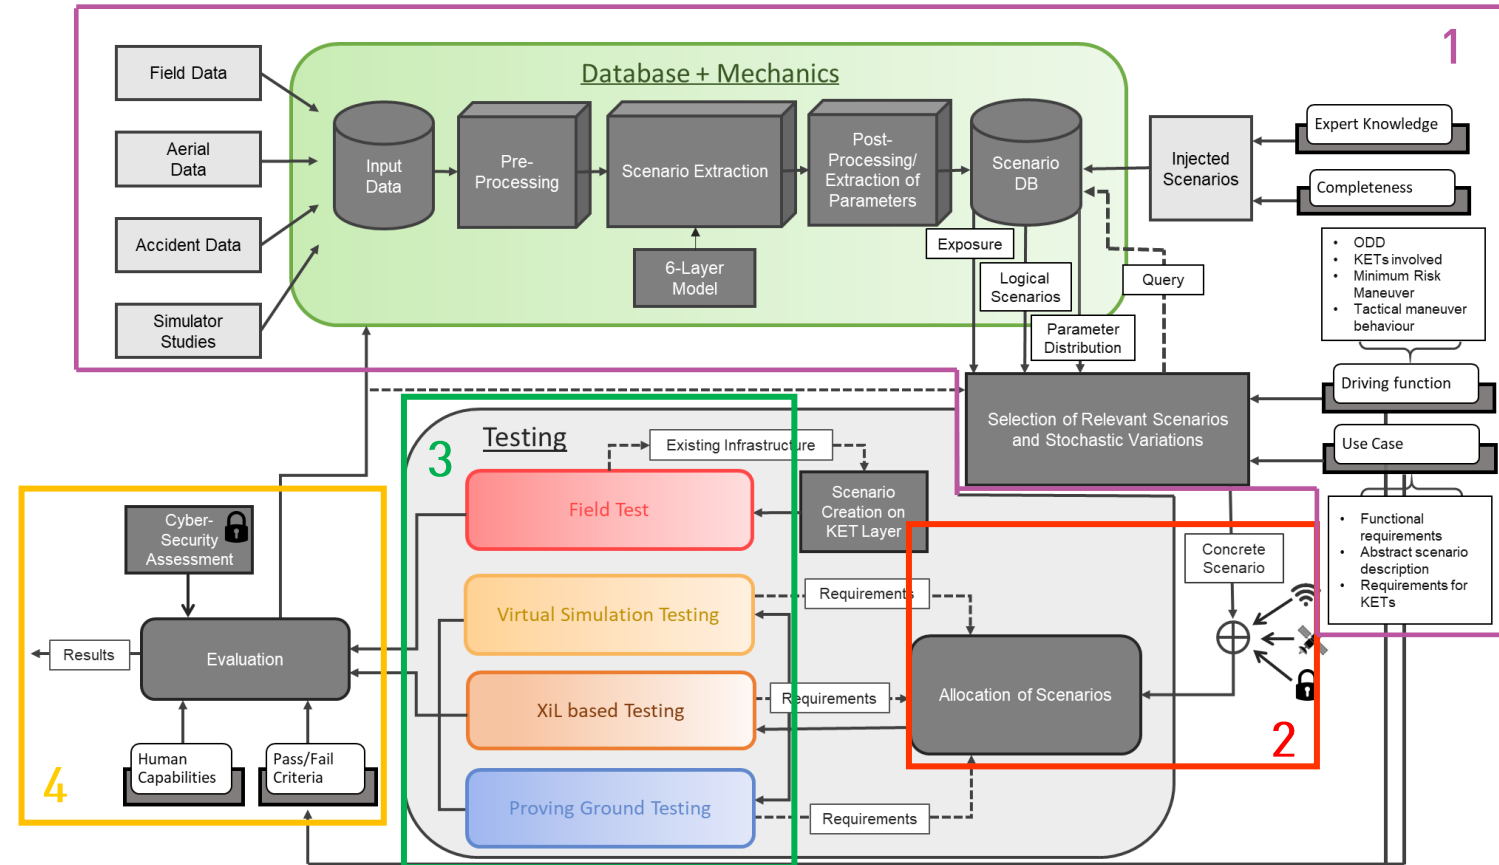 1
Database + Mechanics
Field Data
Aerial
Data
Accident Data
Simulator
Studies
Input
Data
Pre-
Processing
Scenario Extraction
6-Layer
Model
Post-
Processing/
Extraction of
Parameters
Scenario
DB
Injected
Scenarios
Expert Knowledge
Completeness
Exposure
Logical
Scenarios
Parameter
Distribution
Query
• ODD
• KETs involved
• Minimum Risk
Maneuver
• Tactical maneuver
behaviour
Driving function
Use Case
Selection of Relevant Scenarios
and Stochastic Variations
• Functional
requirements
• Abstract scenario
description
• Requirements for
KETs
3
Testing
Existing Infrastructure
Field Test
Scenario
Creation on
KET Layer
Virtual Simulation Testing
Requirements
XiL based Testing
Requirements
Proving Ground Testing
Requirements
Concrete
Scenario
Allocation of Scenarios
2
Cyber-
Security
Assessment
Evaluation
Results
Human
Capabilities
Pass/Fail
Criteria
4